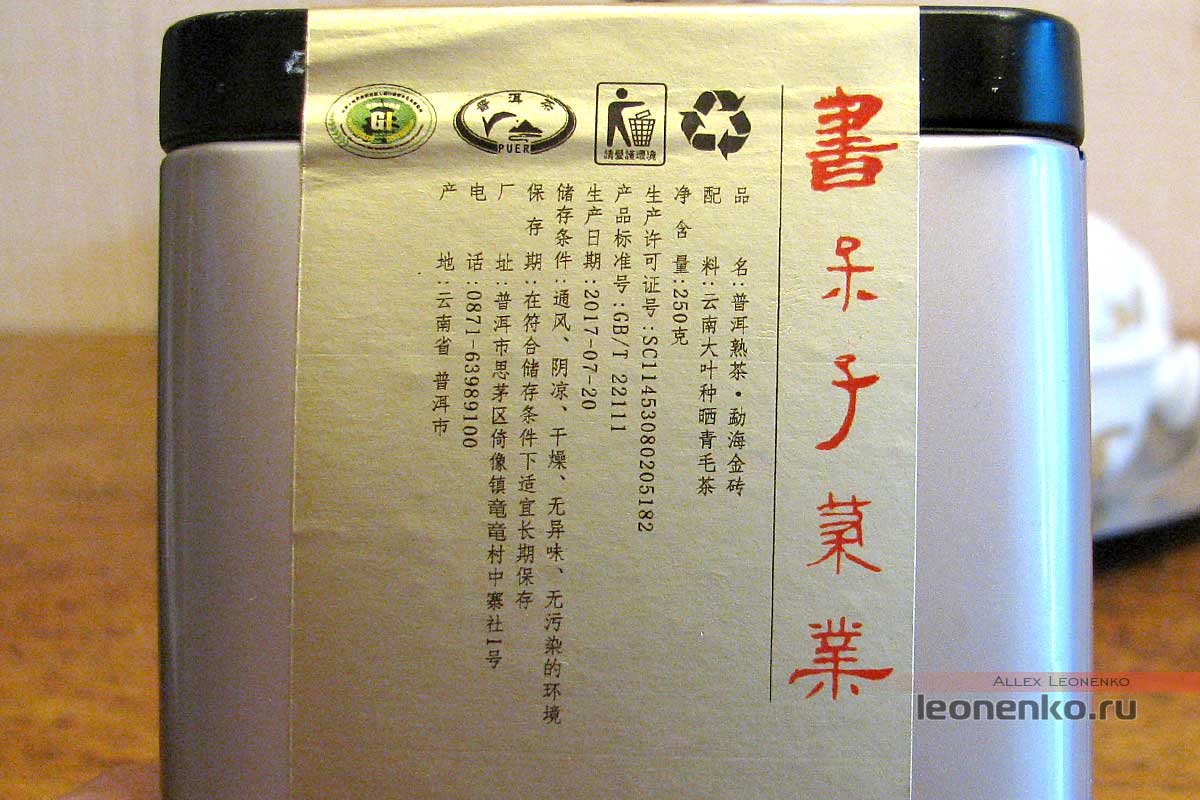 書呆子茶業
品名:普洱熟茶·勐海金砖
配料:云南大叶种晒青毛茶
净含量:250克
生产许可证号:SC11453080205182
产品标准号:GB/T 22111
生产日期:2017-07-20
储存条件:通风、阴凉、干燥、无异味、无污染的环境
保存期:在符合储存条件下适宜长期保存
厂址:普洱市思茅区倚像镇竜竜村中寨社1号
电话:0871-63989100
产地:云南省 普洱市
請愛護環境
普洱茶
PUER
GI
ALLEX LEONENKO
leonenko.ru